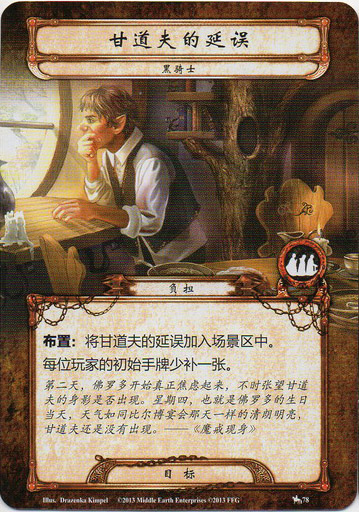 甘道夫的延误
黑骑士
负担
布置：将甘道夫的延误加入场景区中。
每位玩家的初始手牌少补一张。
第二天，佛罗多开始真正焦虑起来，不时张望甘道夫
的身影是否出现。星期四，也就是佛罗多的生日
当天，天气如同比尔博宴会那天一样的清朗明亮，
甘道夫还是没有出现。——《魔戒现身》
目标
Illus. Drazenka Kimpel ©2013 Middle Earth Enterprises ©2013 FFG 78